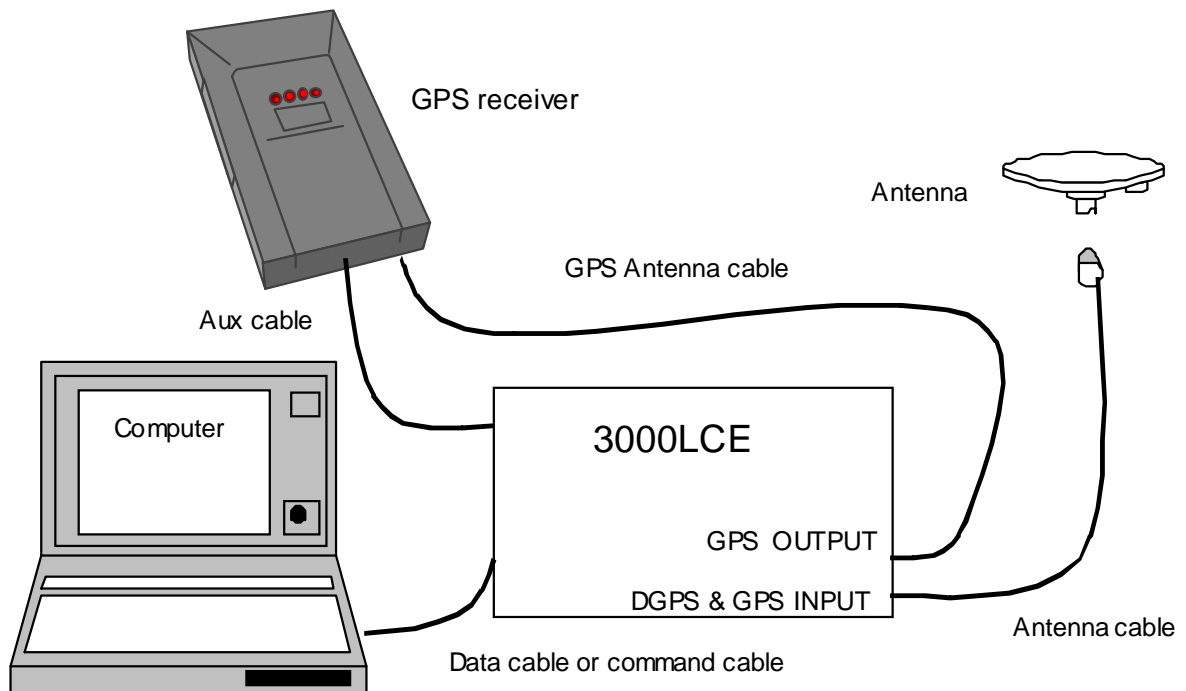 GPS receiver
Antenna
GPS Antenna cable
Aux cable
Computer
3000LCE
GPS OUTPUT
DGPS & GPS INPUT
Antenna cable
Data cable or command cable